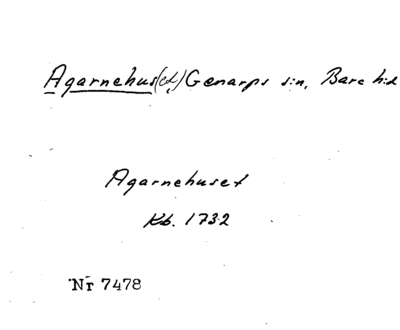 Agarnehus(et) Genarps s:n, Bara h:d
Agarnehuset
Kb. 1732
Nr 7478